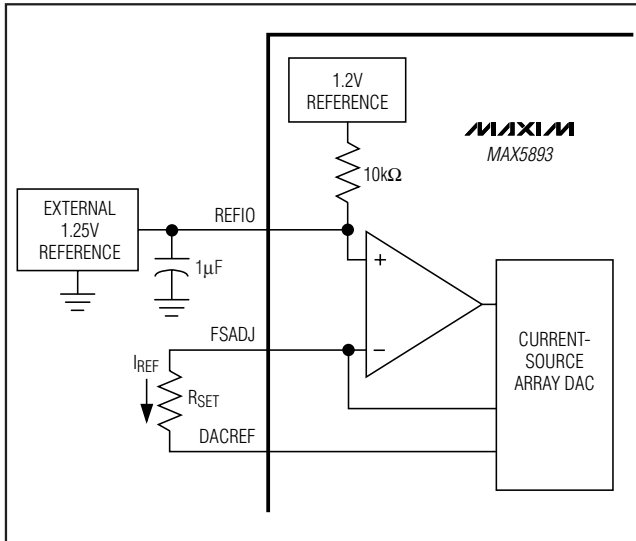 1.2V
REFERENCE
MAXIM
MAX5893
10kΩ
EXTERNAL
1.25V
REFERENCE
REFIO
1μF
+
FSADJ
−
CURRENT-
SOURCE
ARRAY DAC
IREF
RSET
DACREF